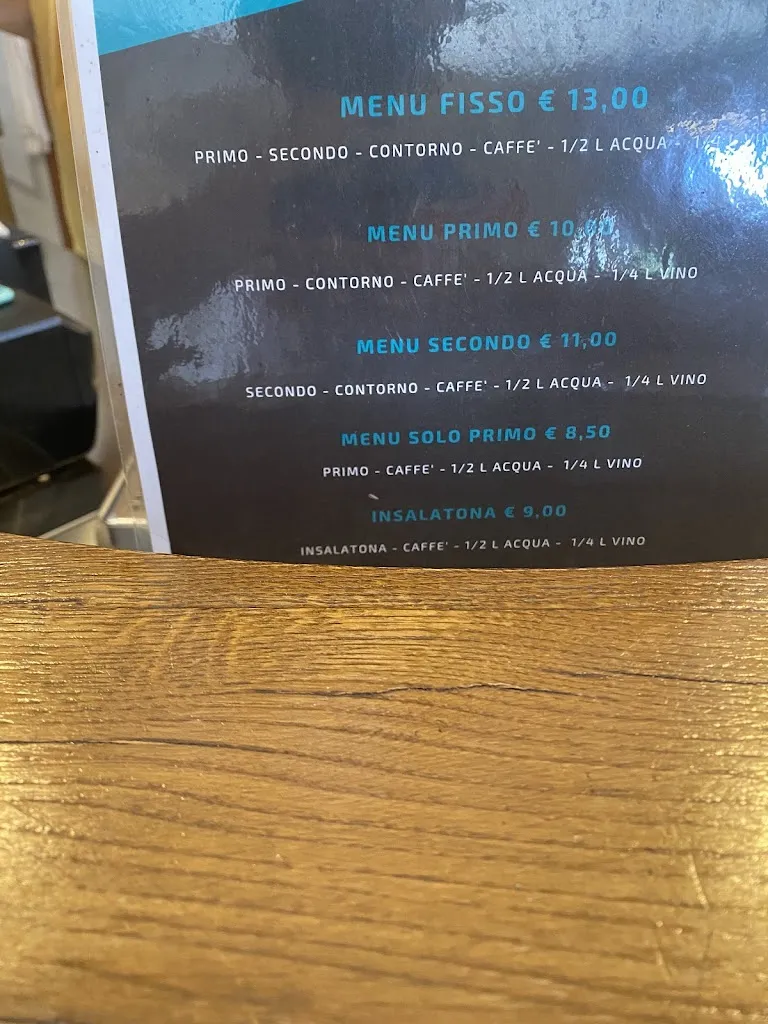 MENU FISSO € 13,00
PRIMO - SECONDO - CONTORNO - CAFFE' - 1/2 L ACQUA -
MENU PRIMO € 10
PRIMO - CONTORNO - CAFFE' - 1/2 L ACQUA - 1/4 L VINO
MENU SECONDO € 11,00
SECONDO - CONTORNO - CAFFE' - 1/2 L ACQUA - 1/4 L VINO
MENU SOLO PRIMO € 8,50
PRIMO - CAFFE' - 1/2 L ACQUA - 1/4 L VINO
INSALATONA € 9,00
INSALATONA - CAFFE' - 1/2 L ACQUA - 1/4 L VINO